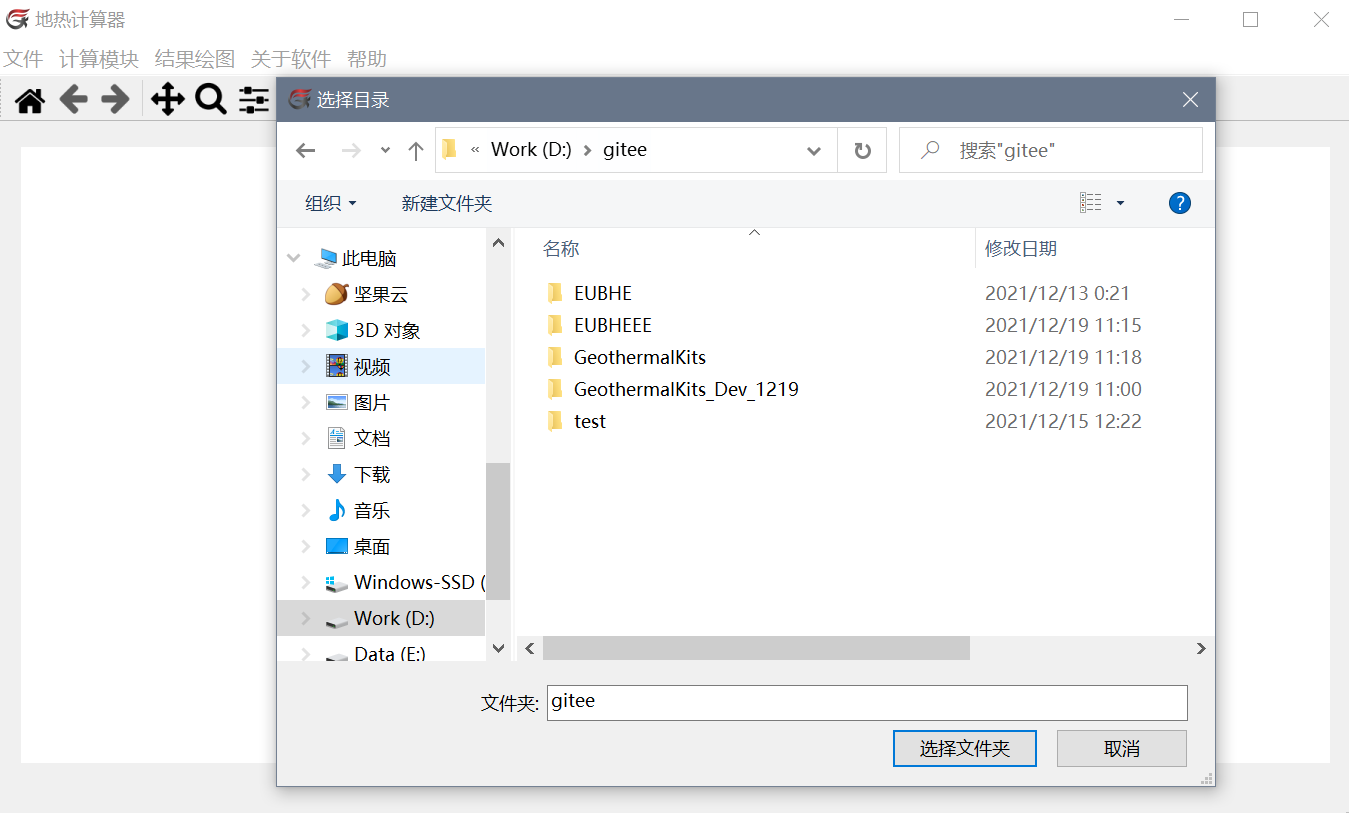 地热计算器
文件 计算模块 结果绘图 关于软件 帮助
选择目录
« Work (D:) > gitee
搜索"gitee"
组织 新建文件夹
?
名称 修改日期
此电脑
坚果云
3D 对象
视频
图片
文档
下载
音乐
桌面
Windows-SSD (
Work (D:)
Data (E:)
EUBHE 2021/12/13 0:21
EUBHEEE 2021/12/19 11:15
GeothermalKits 2021/12/19 11:18
GeothermalKits_Dev_1219 2021/12/19 11:00
test 2021/12/15 12:22
文件夹: gitee
选择文件夹 取消